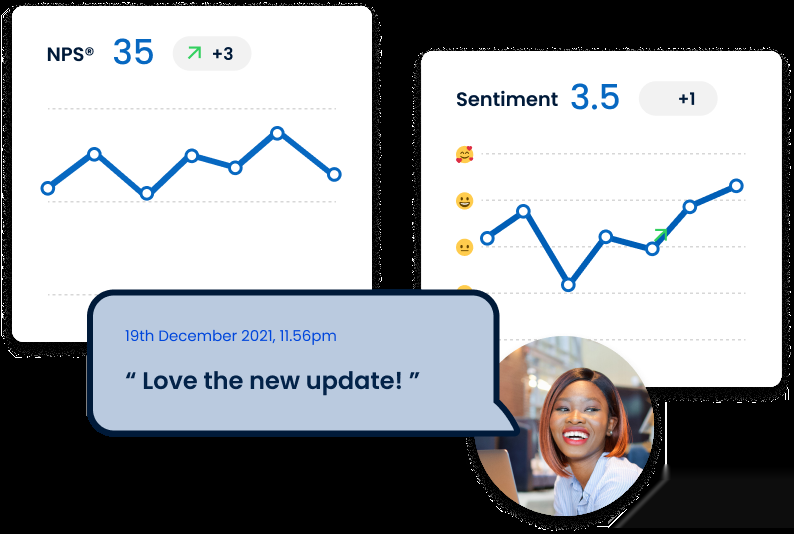 NPS® 35 +3
Sentiment 3.5 +1
19th December 2021, 11.56pm
“ Love the new update! ”